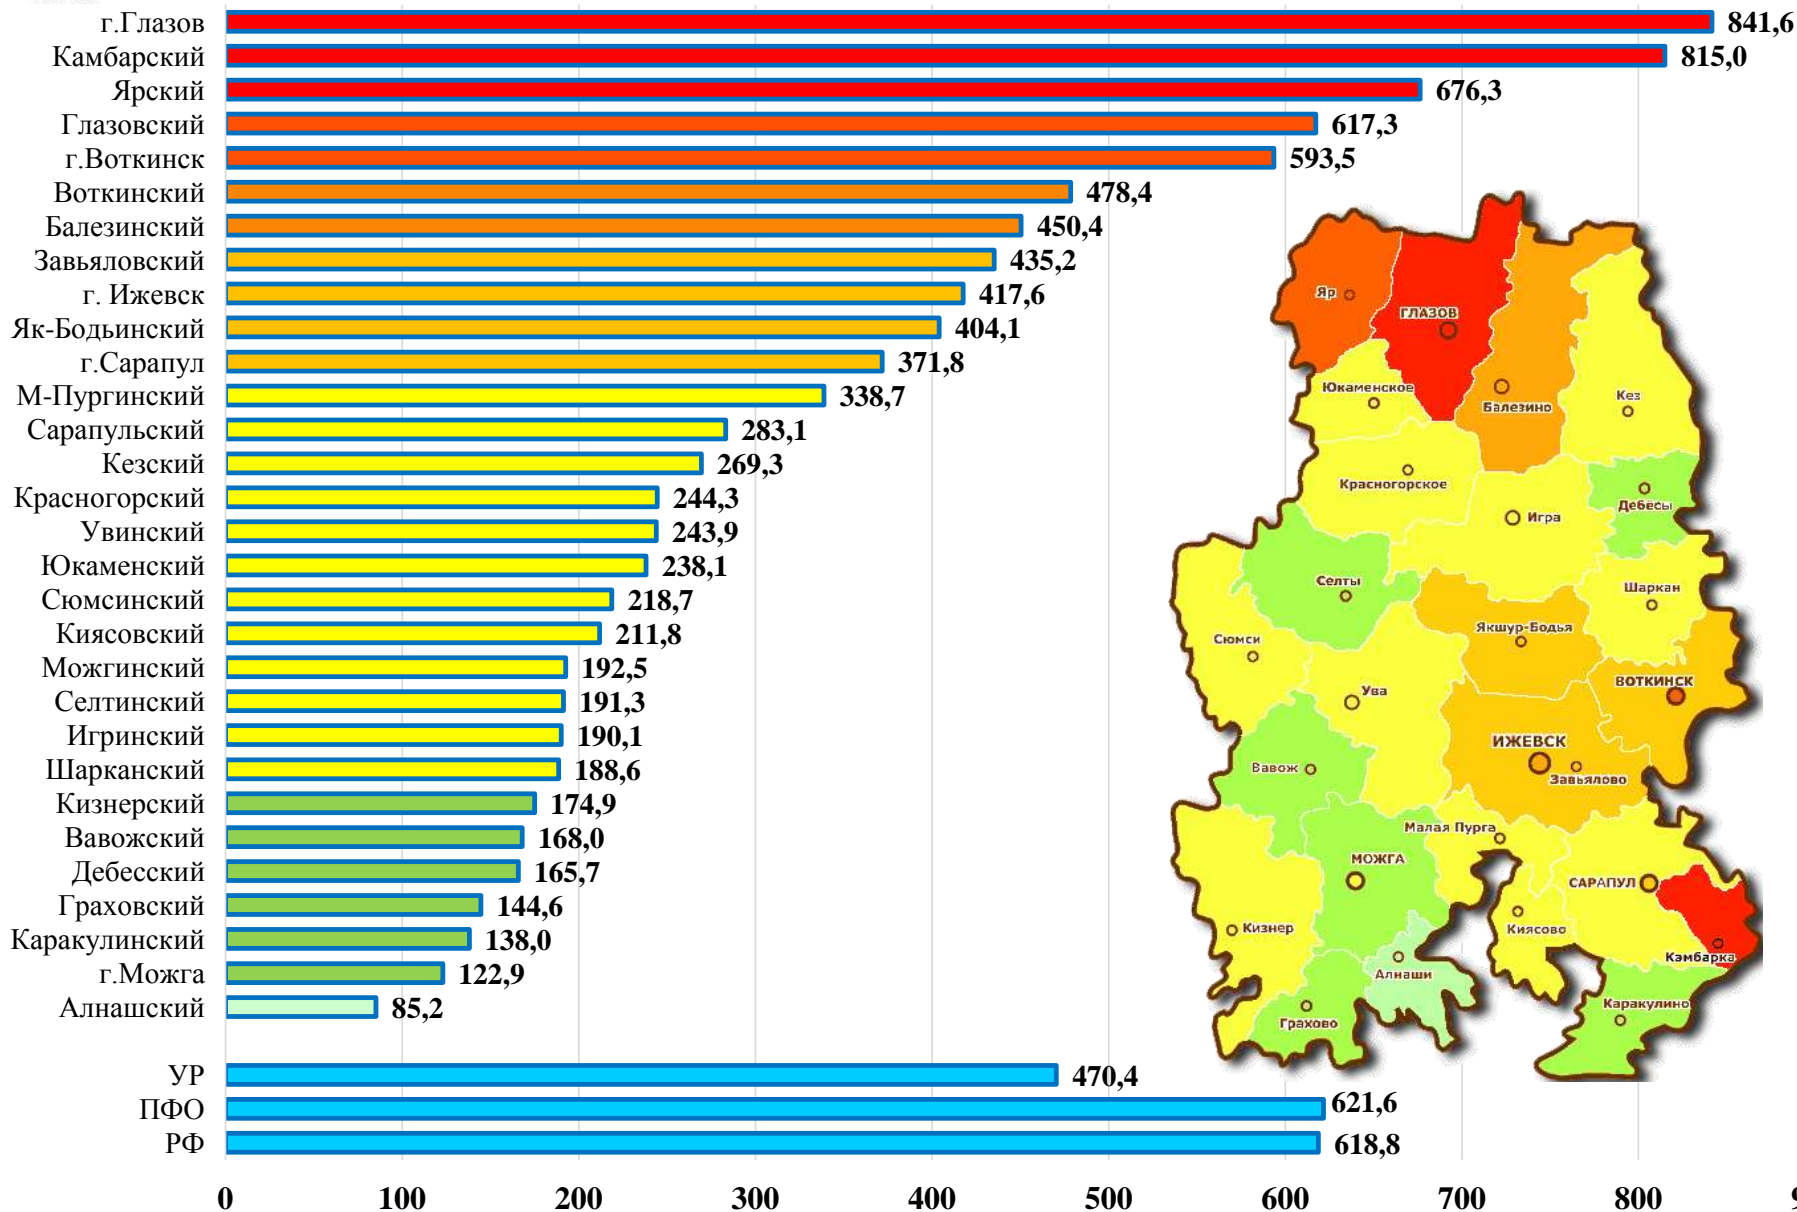 г.Глазов 841,6
Камбарский 815,0
Ярский 676,3
Глазовский 617,3
г.Воткинск 593,5
Воткинский 478,4
Балезинский 450,4
Завьяловский 435,2
г. Ижевск 417,6
Як-Бодьинский 404,1
г.Сарапул 371,8
М-Пургинский 338,7
Сарапульский 283,1
Кезский 269,3
Красногорский 244,3
Увинский 243,9
Юкаменский 238,1
Сюмсинский 218,7
Киясовский 211,8
Можгинский 192,5
Селтинский 191,3
Игринский 190,1
Шарканский 188,6
Кизнерский 174,9
Вавожский 168,0
Дебесский 165,7
Граховский 144,6
Каракулинский 138,0
г.Можга 122,9
Алнашский 85,2
УР 470,4
ПФО 621,6
РФ 618,8
0 100 200 300 400 500 600 700 800 9
Яр
ГЛАЗОВ
Юкаменское
Балезино
Кез
Красногорское
Игра
Дебёсы
Селты
Шаркан
Якшур-Бодья
Сюмси
Ува
ВОТКИНСК
ИЖЕВСК
Завьялово
Вавож
Малая Пурга
МОЖГА
САРАПУЛ
Кизнер
Киясово
Камбарка
Алнаши
Каракулино
Грахово